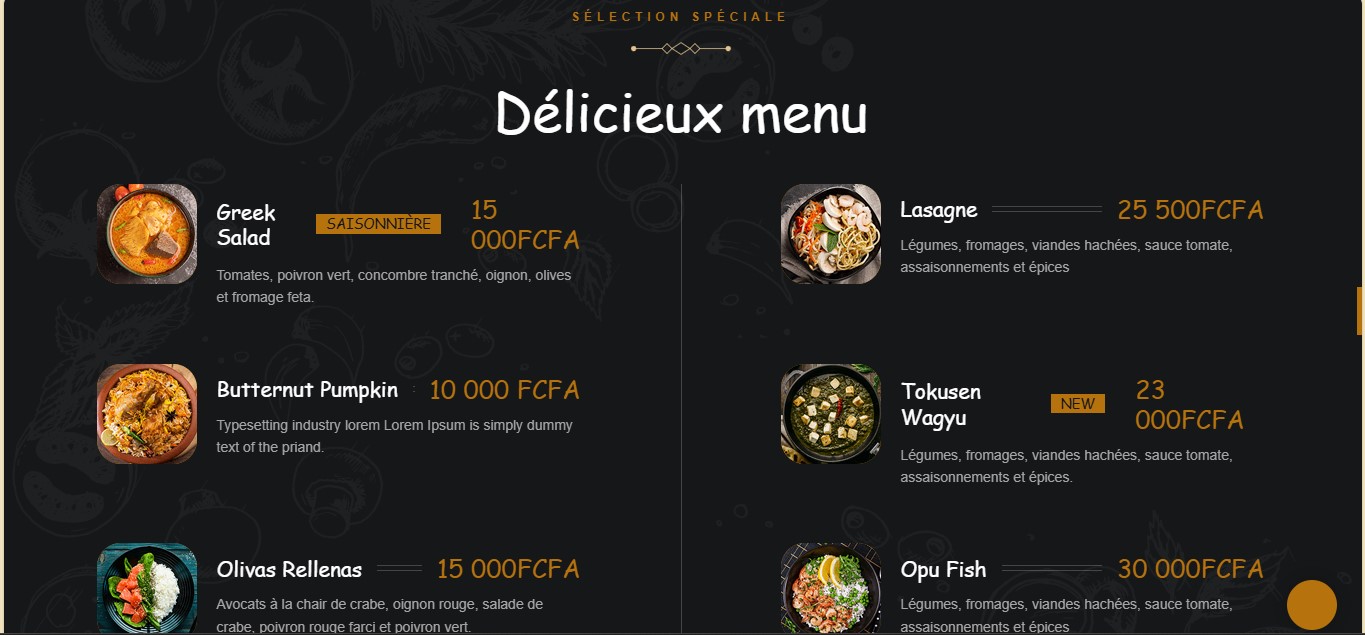 SÉLECTION SPÉCIALE
Délicieux menu
Greek
Salad
SAISONNIÈRE
15
000FCFA
Tomates, poivron vert, concombre tranché, oignon, olives
et fromage feta.
Butternut Pumpkin
10 000 FCFA
Typesetting industry lorem Lorem Ipsum is simply dummy
text of the priand.
Olivas Rellenas
15 000FCFA
Avocats à la chair de crabe, oignon rouge, salade de
crabe, poivron rouge farci et poivron vert.
Lasagne
25 500FCFA
Légumes, fromages, viandes hachées, sauce tomate,
assaisonnements et épices
Tokusen
Wagyu
NEW
23
000FCFA
Légumes, fromages, viandes hachées, sauce tomate,
assaisonnements et épices.
Opu Fish
30 000FCFA
Légumes, fromages, viandes hachées, sauce tomate,
assaisonnements et épices